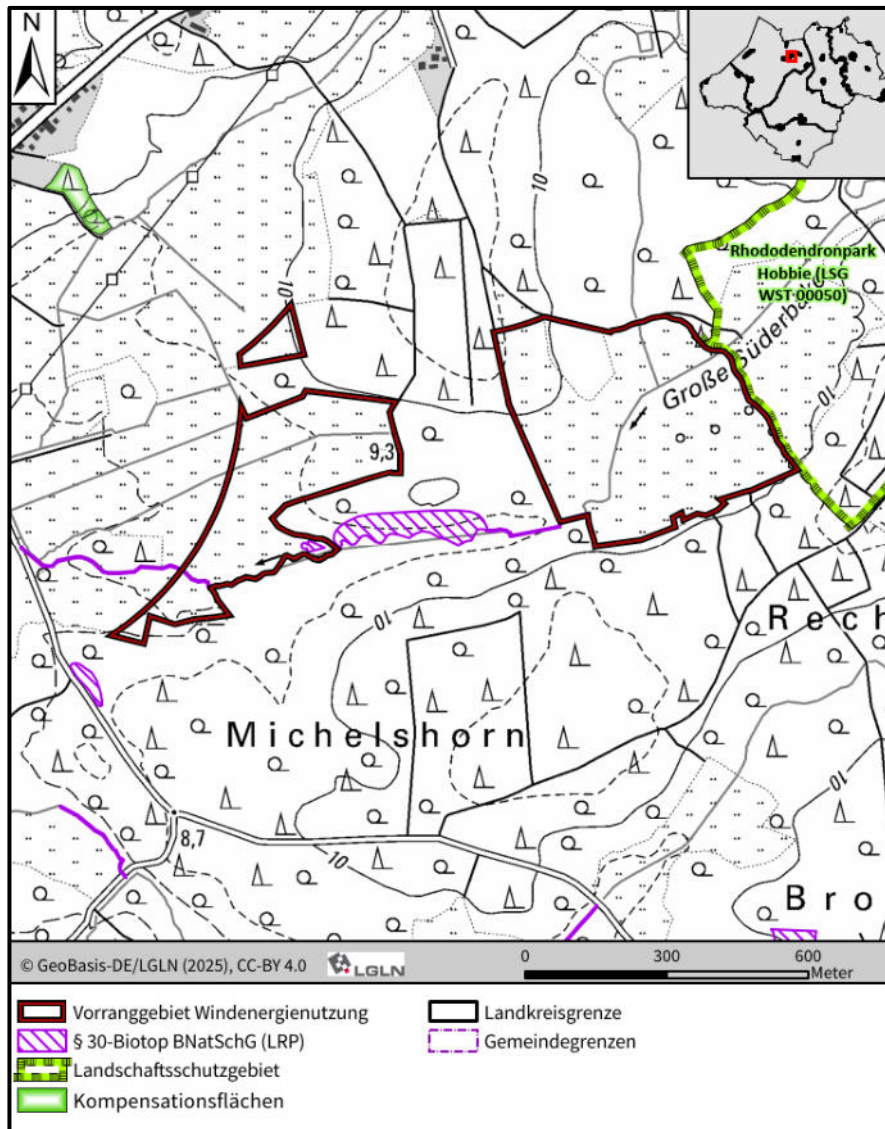 N
Rhododendronpark
Hobbie (LSG
WST 00050)
Große Süderbäke
10
10
10
9,3
10
10
10
Rech
Michelshorn
8,7
10
Bro
© GeoBasis-DE/LGLN (2025), CC-BY 4.0
LGLN
0 300 600
Meter
Vorranggebiet Windenergienutzung
Landkreisgrenze
§ 30-Biotop BNatSchG (LRP)
Gemeindegrenzen
Landschaftsschutzgebiet
Kompensationsflächen